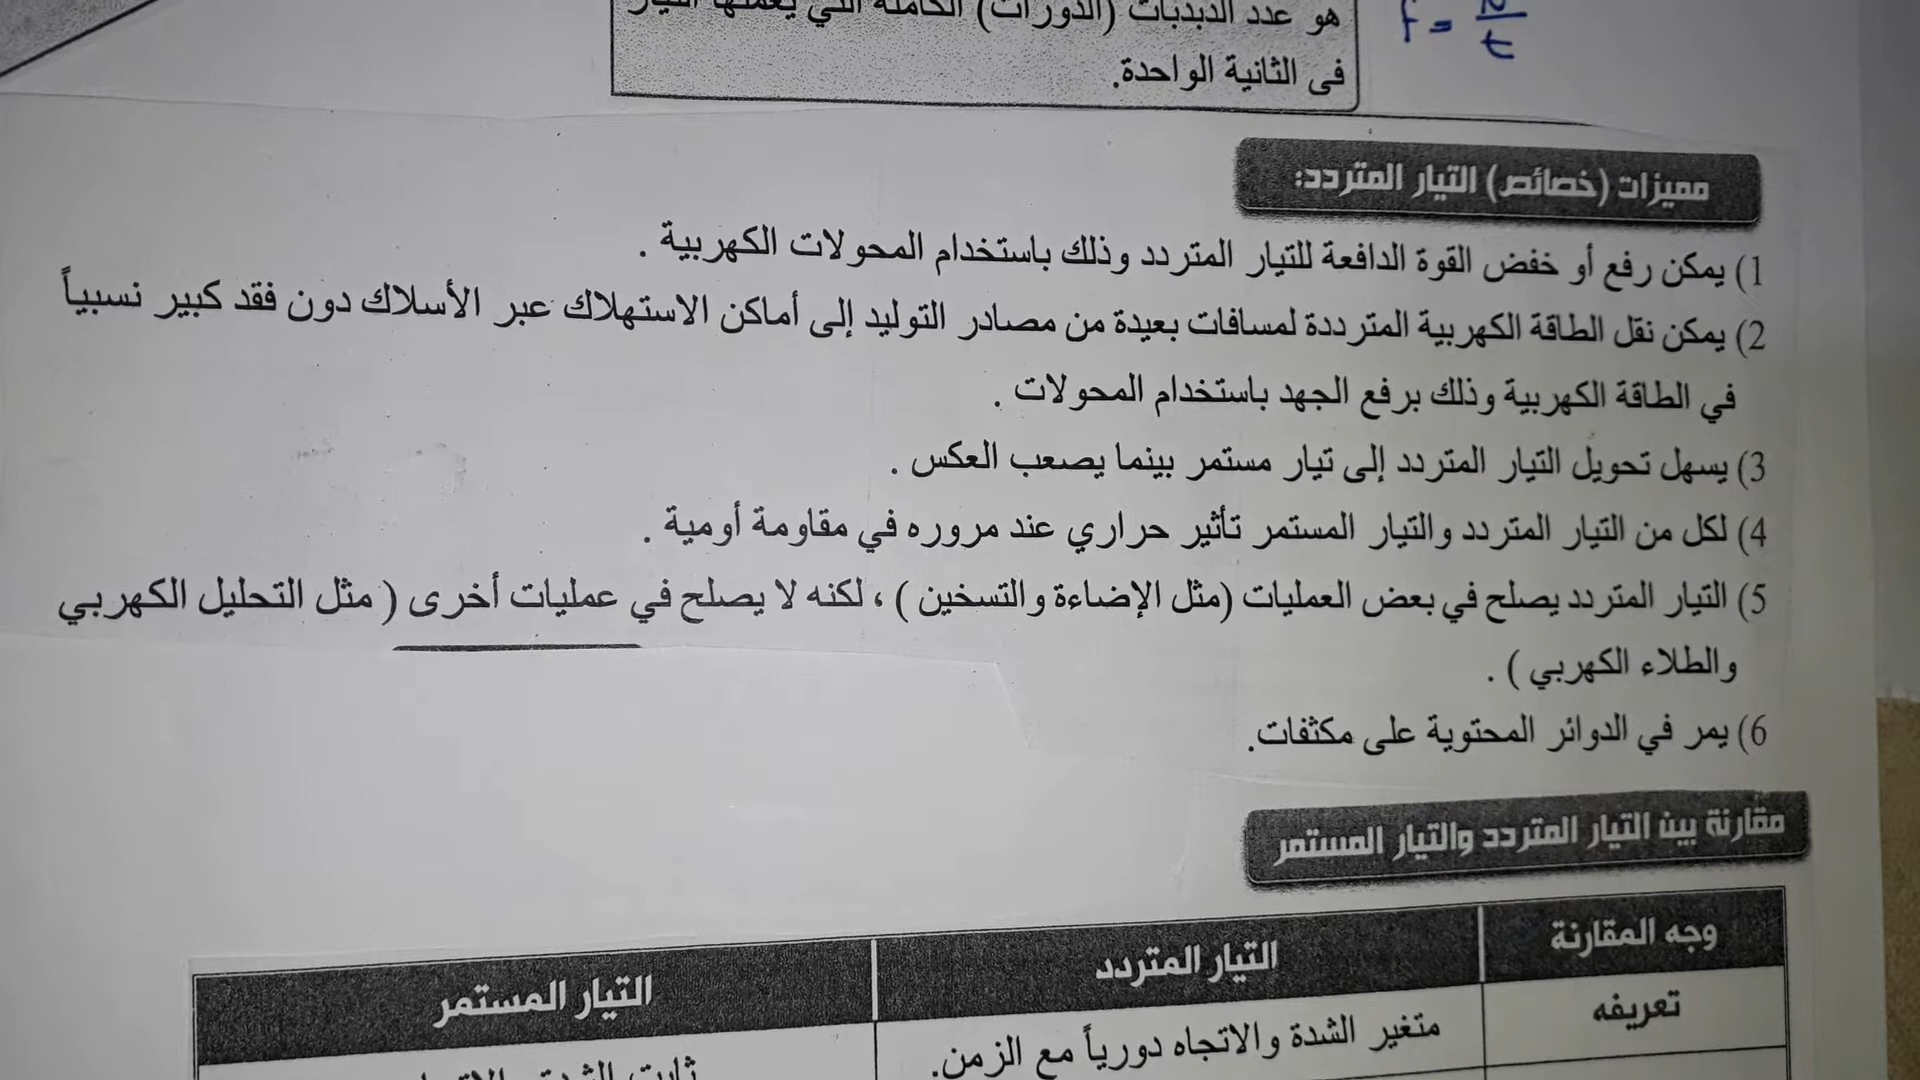 هو عدد الذبذبات (الدورات) الكاملة التي يعملها التيار
f = t
فى الثانية الواحدة.
مميزات (خصائص) التيار المتردد:
1) يمكن رفع أو خفض القوة الدافعة للتيار المتردد وذلك باستخدام المحولات الكهربية .
2) يمكن نقل الطاقة الكهربية المترددة لمسافات بعيدة من مصادر التوليد إلى أماكن الاستهلاك عبر الأسلاك دون فقد كبير نسبياً
في الطاقة الكهربية وذلك برفع الجهد باستخدام المحولات .
3) يسهل تحويل التيار المتردد إلى تيار مستمر بينما يصعب العكس .
4) لكل من التيار المتردد والتيار المستمر تأثير حراري عند مروره في مقاومة أومية .
5) التيار المتردد يصلح في بعض العمليات (مثل الإضاءة والتسخين ) ، لكنه لا يصلح في عمليات أخرى ( مثل التحليل الكهربي
والطلاء الكهربي ) .
6) يمر في الدوائر المحتوية على مكثفات.
مقارنة بين التيار المتردد والتيار المستمر
وجه المقارنة التيار المتردد التيار المستمر
تعريفه متغير الشدة والاتجاه دورياً مع الزمن. ثابت الشدة والاتجاه